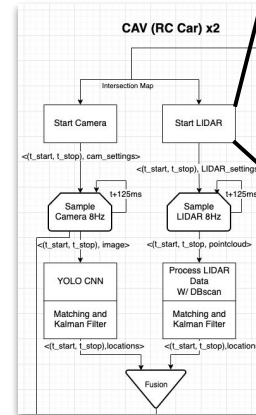 CAV (RC Car) x2
Intersection Map
Start Camera
Start LIDAR
<(t_start, t_stop), cam_settings>
<(t_start, t_stop), LIDAR_settings
t+125ms
t+125ms
Sample
Camera 8Hz
Sample
LIDAR 8Hz
<(t_start, t_stop), image>
<(t_start, t_stop, pointcloud>
YOLO CNN
Process LIDAR
Data
W/ DBscan
Matching and
Kalman Filter
Matching and
Kalman Filter
<(t_start, t_stop),locations>
<(t_start, t_stop),location
Fusion